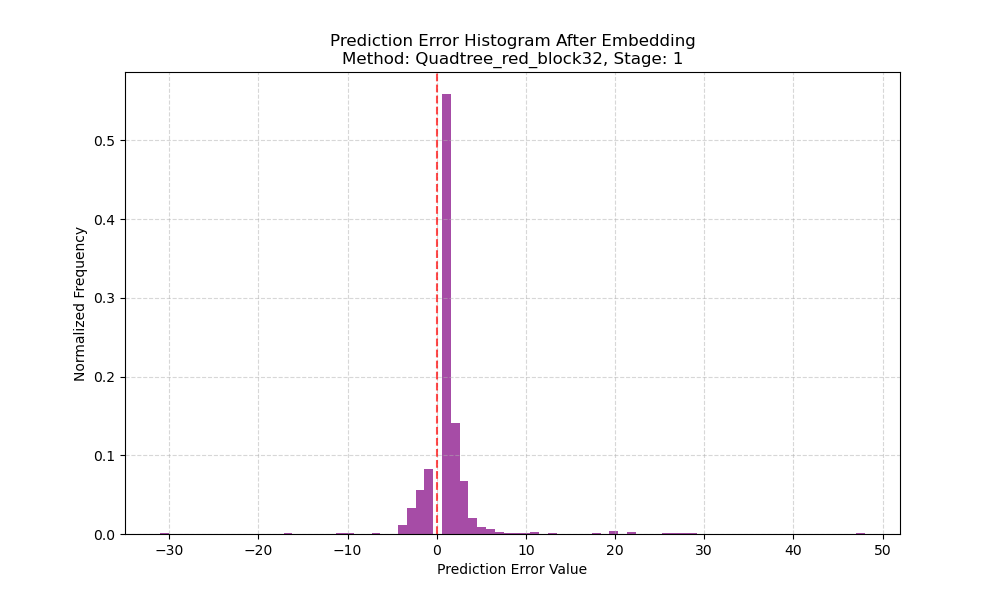 Prediction Error Histogram After Embedding
Method: Quadtree_red_block32, Stage: 1
Normalized Frequency
0.5
0.4
0.3
0.2
0.1
0.0
−30 −20 −10 0 10 20 30 40 50
Prediction Error Value